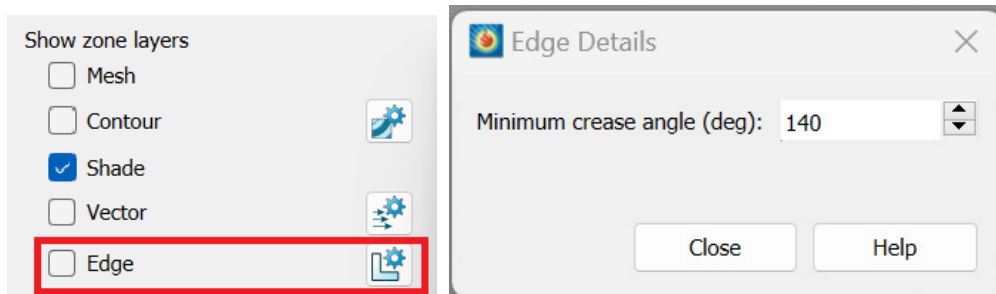 Show zone layers
Mesh
Contour
Shade
Vector
Edge
Edge Details
Minimum crease angle (deg): 140
Close Help